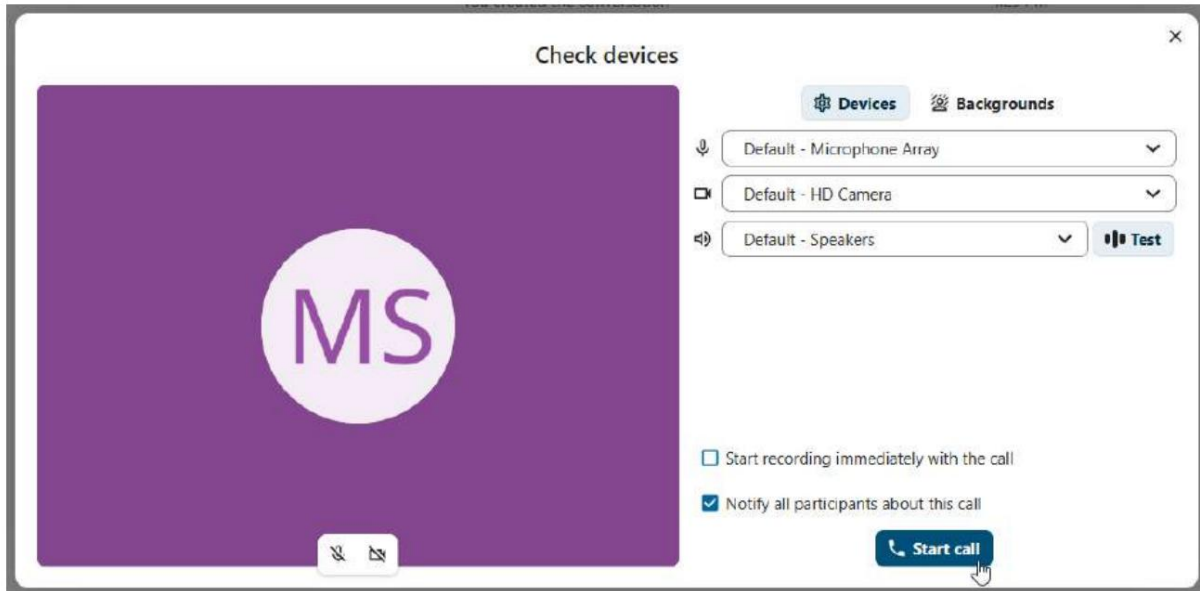 Check devices
Devices
Backgrounds
Default - Microphone Array
Default - HD Camera
Default - Speakers
Test
MS
Start recording immediately with the call
Notify all participants about this call
Start call